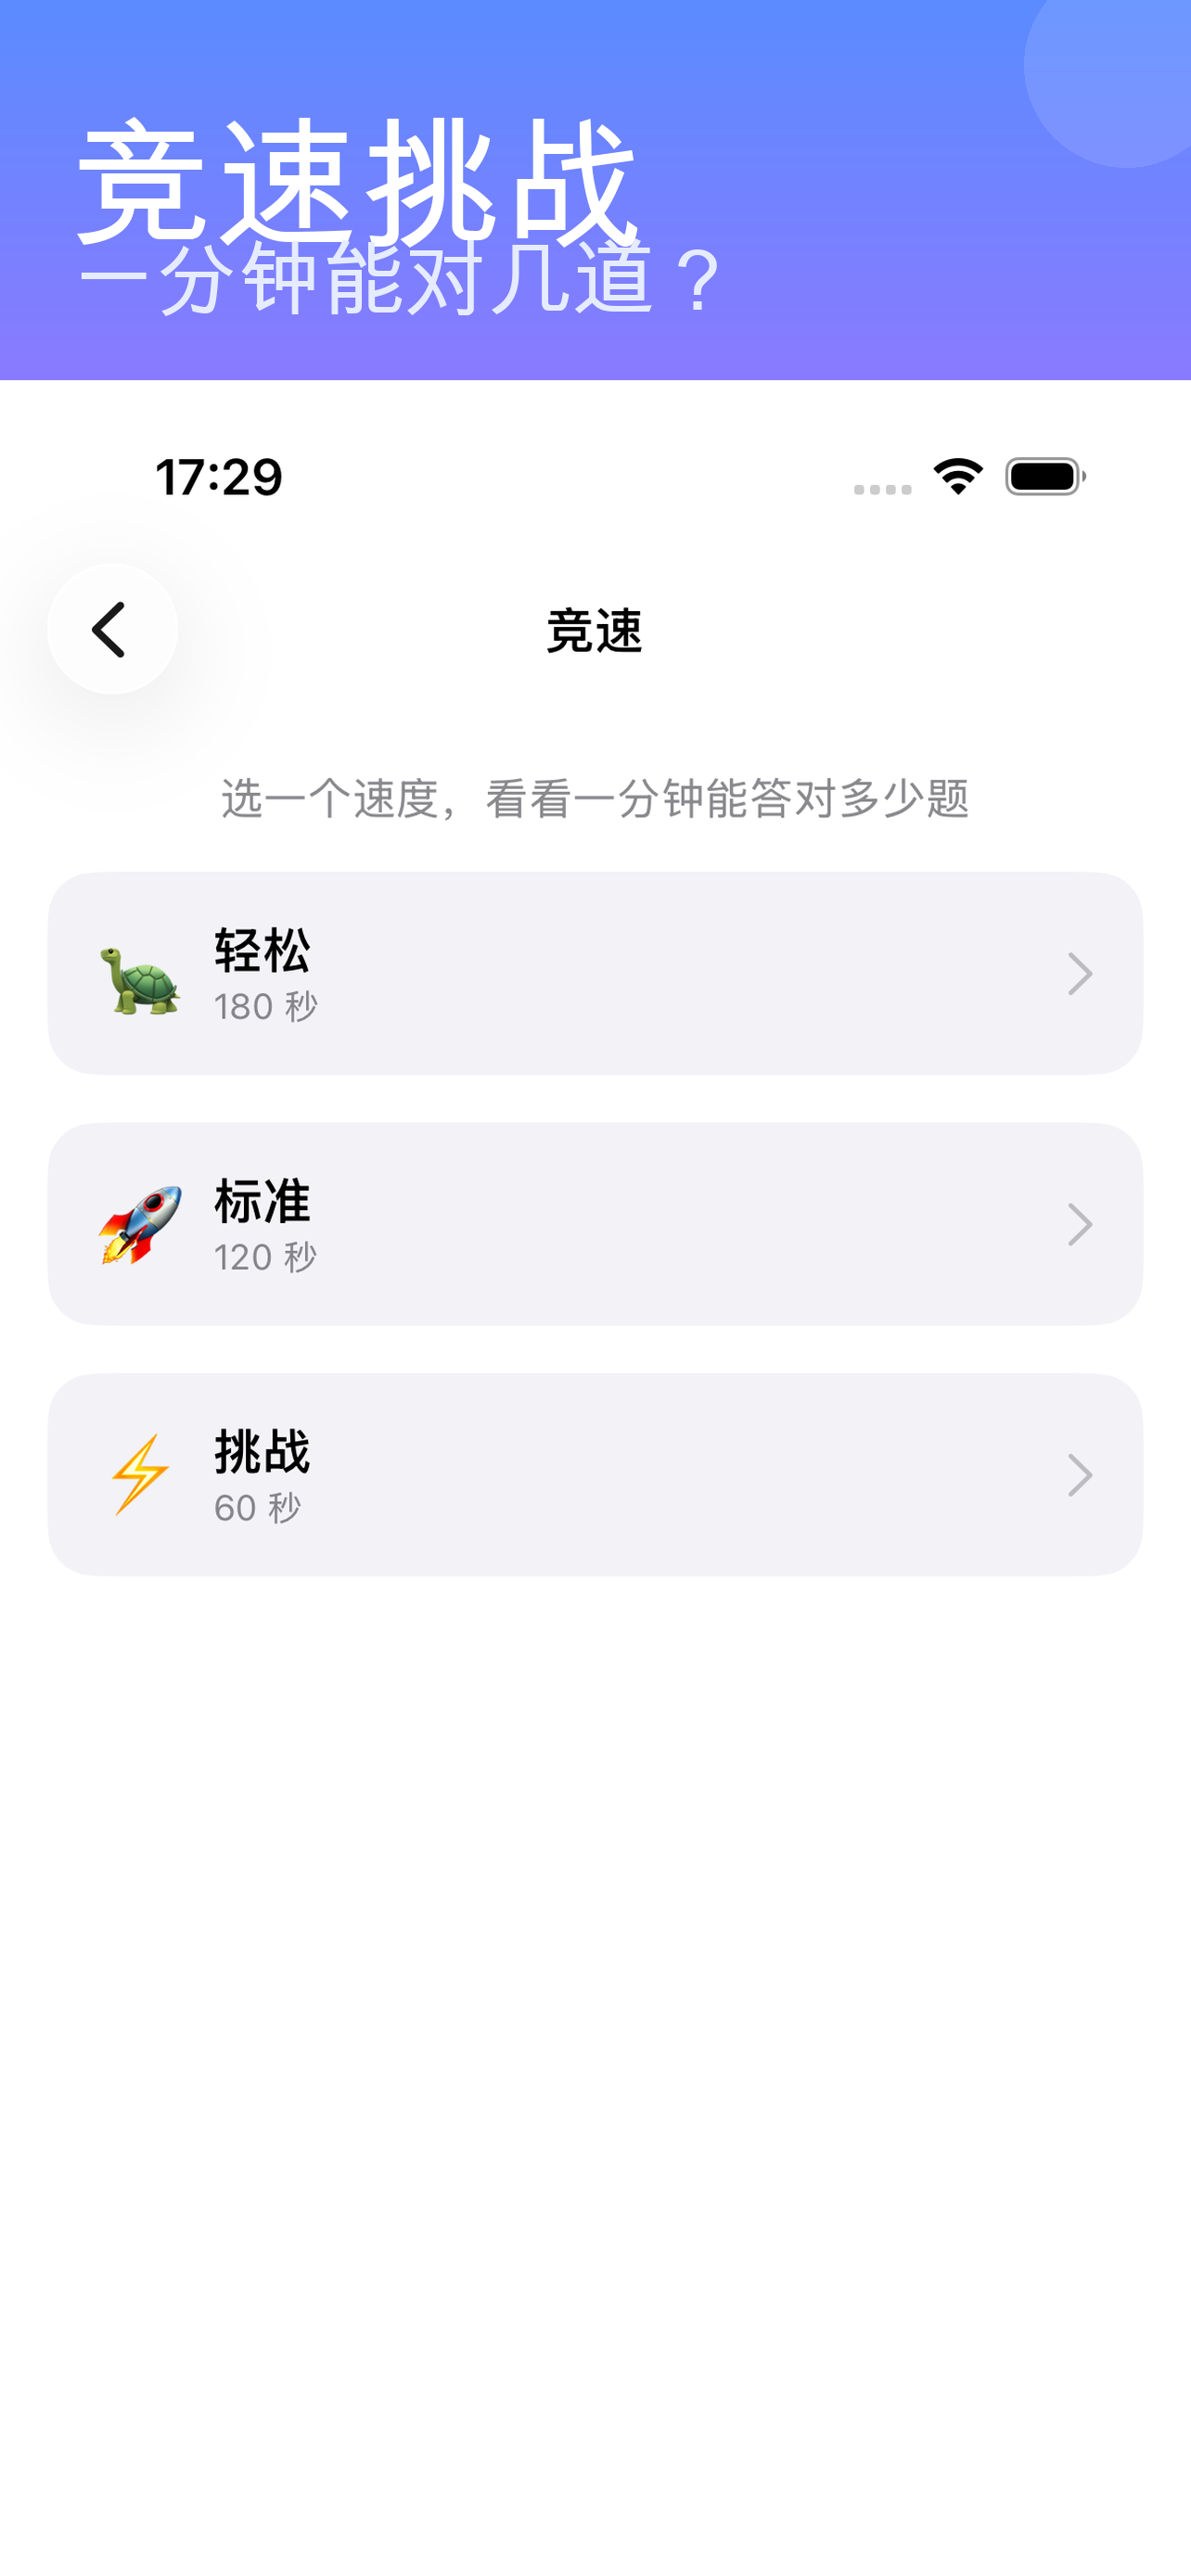 竞速挑战
一分钟能对几道？
17:29
竞速
选一个速度，看看一分钟能答对多少题
轻松
180 秒
标准
120 秒
挑战
60 秒